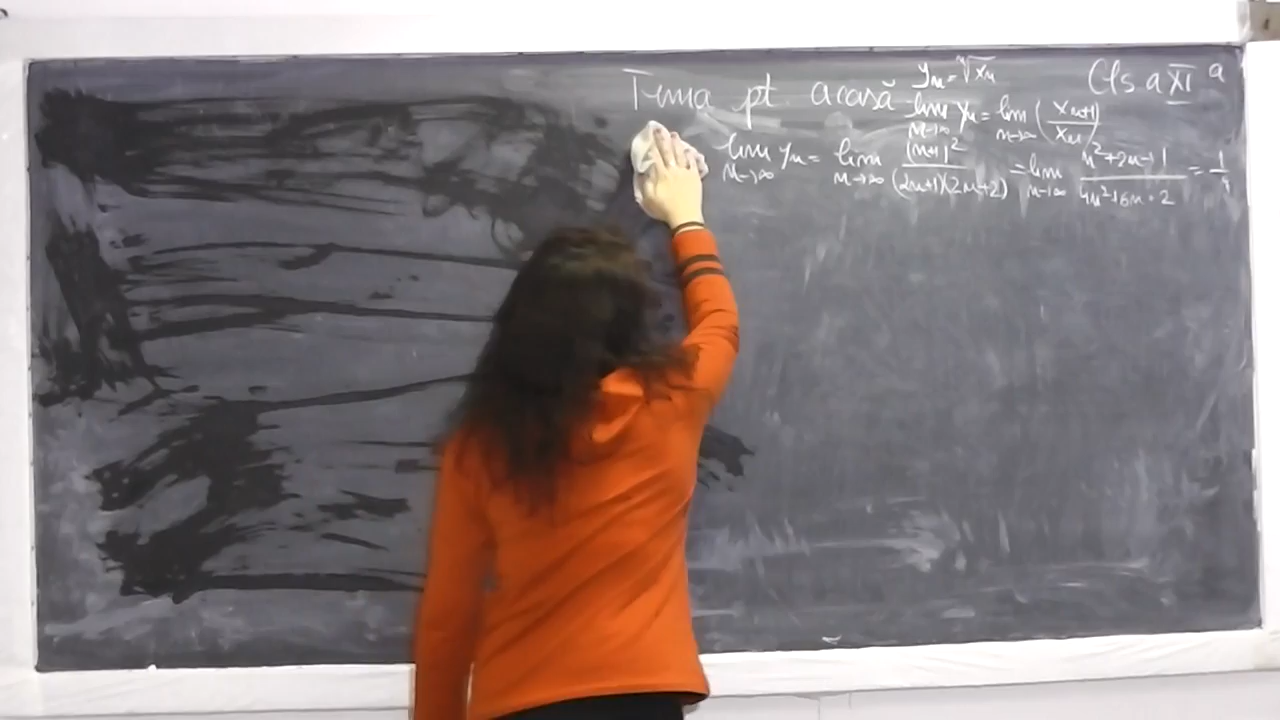 Tema pt. acasă
Cls a XI a
yₙ = ⁿ√xₙ
lim n→∞ yₙ = lim n→∞ (xₙ₊₁/xₙ)
lim n→∞ yₙ = lim n→∞ (n+1)²/(2n+1)(2n+2) = lim n→∞ n²+2n+1/4n²+6n+2 = 1/4